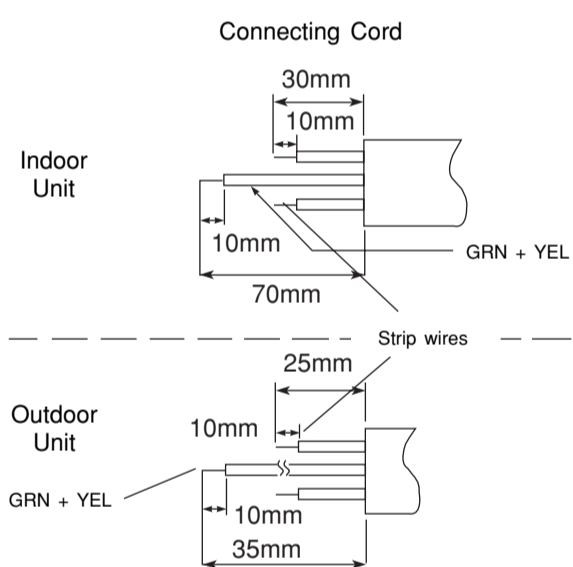 Connecting Cord
30mm
10mm
Indoor
Unit
10mm
GRN + YEL
70mm
Strip wires
25mm
Outdoor
Unit
10mm
GRN + YEL
10mm
35mm